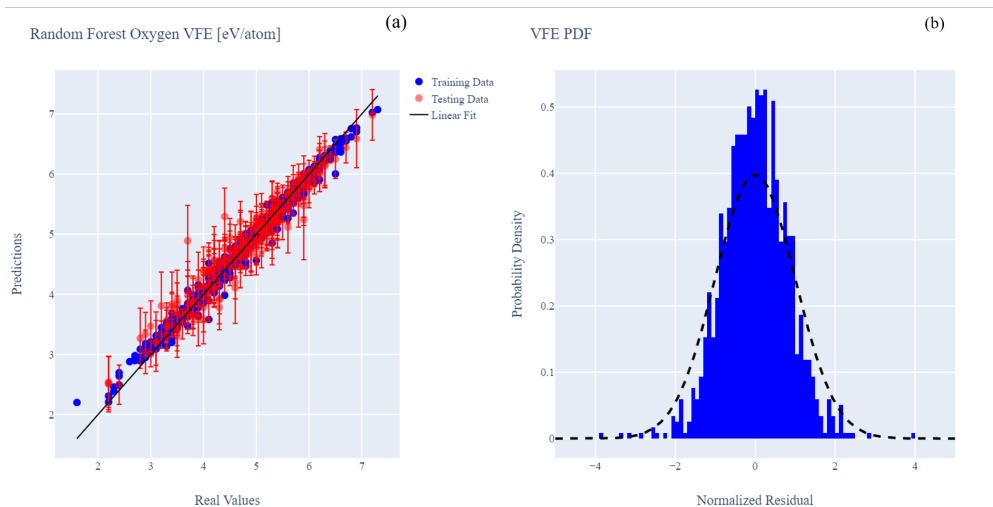 (a)
Random Forest Oxygen VFE [eV/atom]
Training Data
Testing Data
Linear Fit
7
6
5
4
3
2
Predictions
2
3
4
5
6
7
Real Values
(b)
VFE PDF
0.5
0.4
0.3
0.2
0.1
0
Probability Density
−4
−2
0
2
4
Normalized Residual